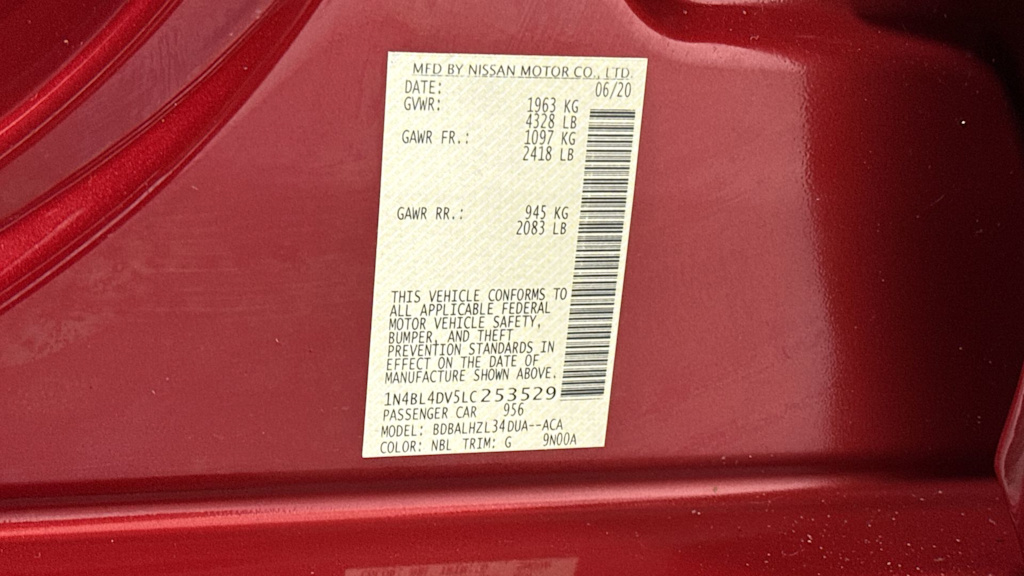 MFD BY NISSAN MOTOR CO., LTD.
DATE: 06/20
GVWR: 1963 KG
4328 LB
GAWR FR.: 1097 KG
2418 LB
GAWR RR.: 945 KG
2083 LB
THIS VEHICLE CONFORMS TO
ALL APPLICABLE FEDERAL
MOTOR VEHICLE SAFETY,
BUMPER, AND THEFT
PREVENTION STANDARDS IN
EFFECT ON THE DATE OF
MANUFACTURE SHOWN ABOVE.
1N4BL4DV5LC253529
PASSENGER CAR 956
MODEL: BDBALHZL34DUA--ACA
COLOR: NBL TRIM: G 9N00A